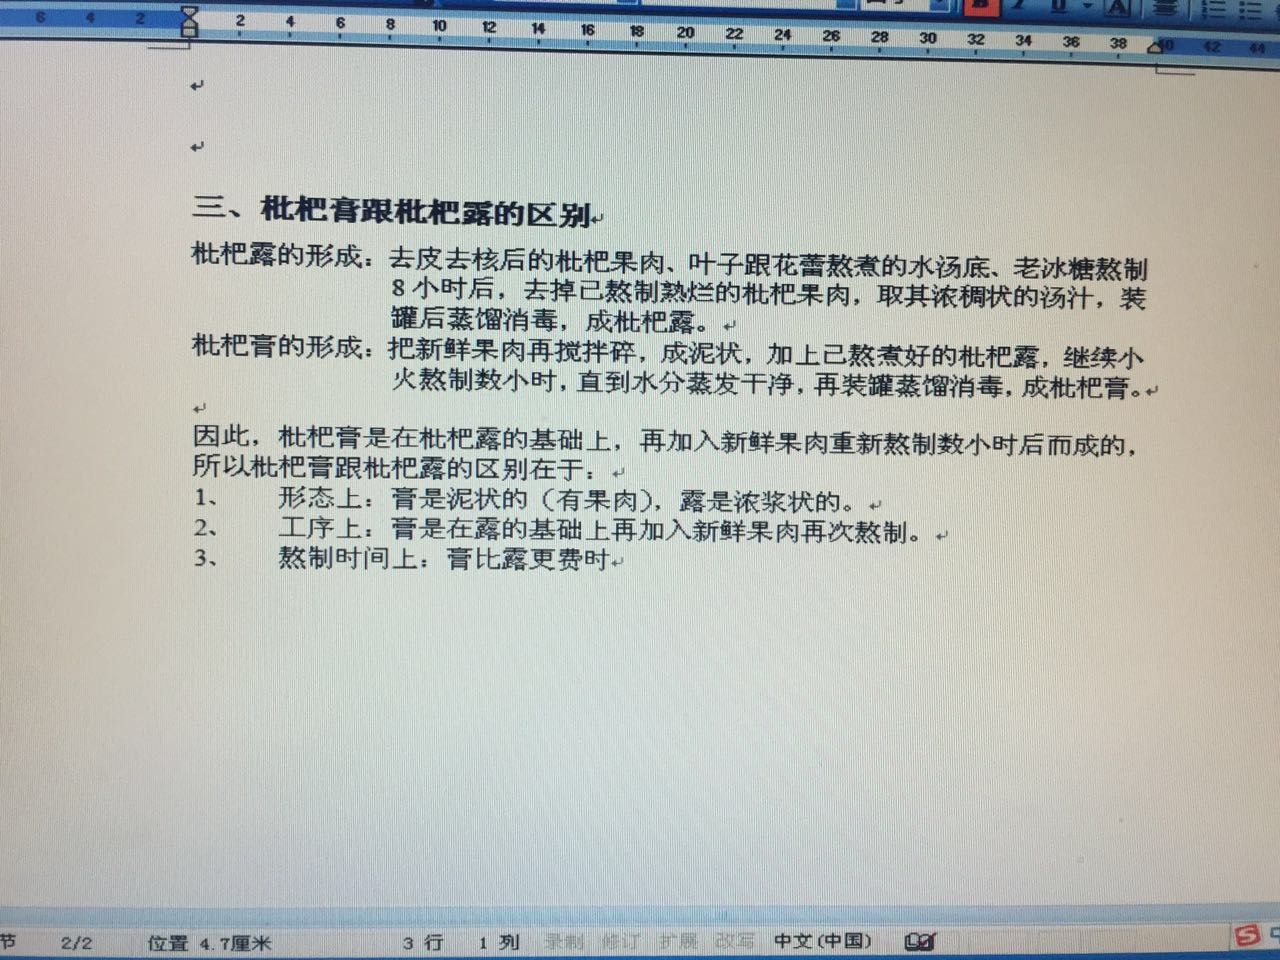 6 4 2 2 4 6 8 10 12 14 16 18 20 22 24 26 28 30 32 34 36 38 40 42 44
三、枇杷膏跟枇杷露的区别
枇杷露的形成：去皮去核后的枇杷果肉、叶子跟花蕾熬煮的水汤底、老冰糖熬制
8小时后，去掉已熬制熟烂的枇杷果肉，取其浓稠状的汤汁，装
罐后蒸馏消毒，成枇杷露。
枇杷膏的形成：把新鲜果肉再搅拌碎，成泥状，加上已熬煮好的枇杷露，继续小
火熬制数小时，直到水分蒸发干净，再装罐蒸馏消毒，成枇杷膏。
因此，枇杷膏是在枇杷露的基础上，再加入新鲜果肉重新熬制数小时后而成的，
所以枇杷膏跟枇杷露的区别在于：
1、 形态上：膏是泥状的（有果肉），露是浓浆状的。
2、 工序上：膏是在露的基础上再加入新鲜果肉再次熬制。
3、 熬制时间上：膏比露更费时
节 2/2 位置 4.7厘米 3 行 1 列 录制 修订 扩展 改写 中文(中国)